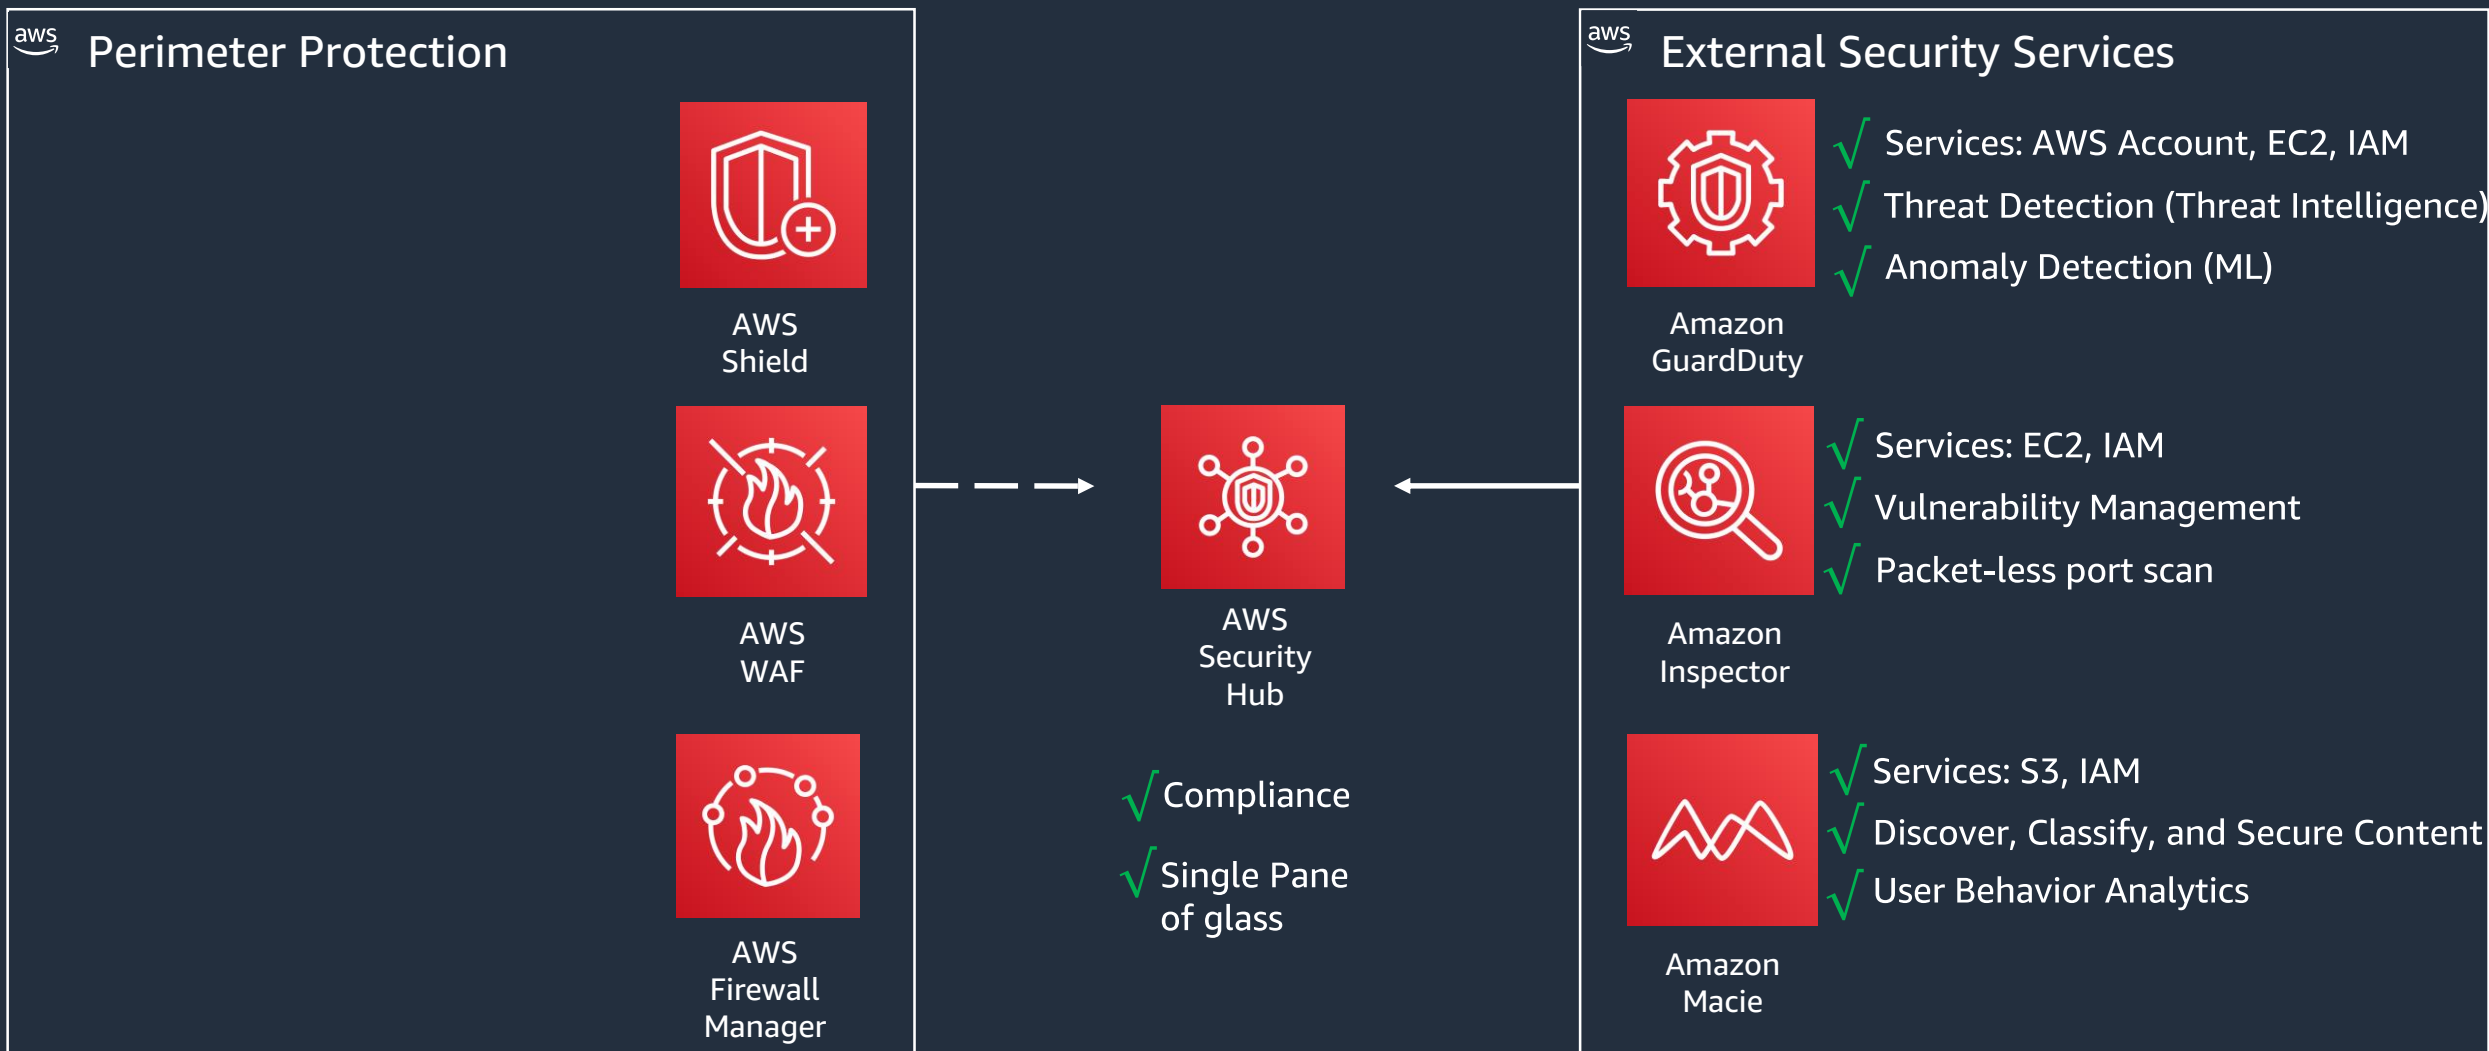 aws
Perimeter Protection
AWS
Shield
AWS
WAF
AWS
Firewall
Manager
AWS
Security
Hub
√ Compliance
√ Single Pane
of glass
aws
External Security Services
Amazon
GuardDuty
√ Services: AWS Account, EC2, IAM
√ Threat Detection (Threat Intelligence)
√ Anomaly Detection (ML)
Amazon
Inspector
√ Services: EC2, IAM
√ Vulnerability Management
√ Packet-less port scan
Amazon
Macie
√ Services: S3, IAM
√ Discover, Classify, and Secure Content
√ User Behavior Analytics